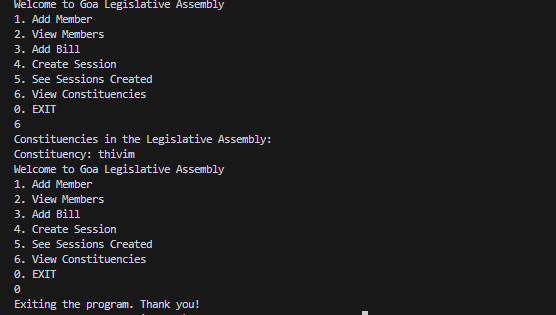 Welcome to Goa Legislative Assembly
1. Add Member
2. View Members
3. Add Bill
4. Create Session
5. See Sessions Created
6. View Constituencies
0. EXIT
6
Constituencies in the Legislative Assembly:
Constituency: thivim
Welcome to Goa Legislative Assembly
1. Add Member
2. View Members
3. Add Bill
4. Create Session
5. See Sessions Created
6. View Constituencies
0. EXIT
0
Exiting the program. Thank you!